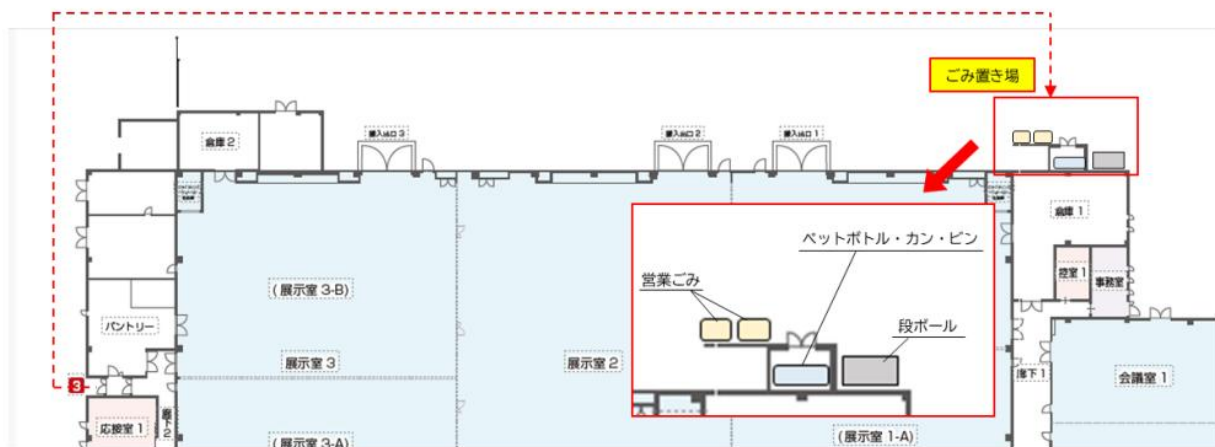 ごみ置き場
搬入出口 3
搬入出口 2
搬入出口 1
倉庫 2
倉庫 1
ペットボトル・カン・ビン
控室 1
事務室
営業ごみ
(展示室 3-B)
パントリー
段ボール
展示室 3
展示室 2
廊下 1
会議室 1
3
応接室 1
廊下 2
(展示室 3-A)
(展示室 1-A)